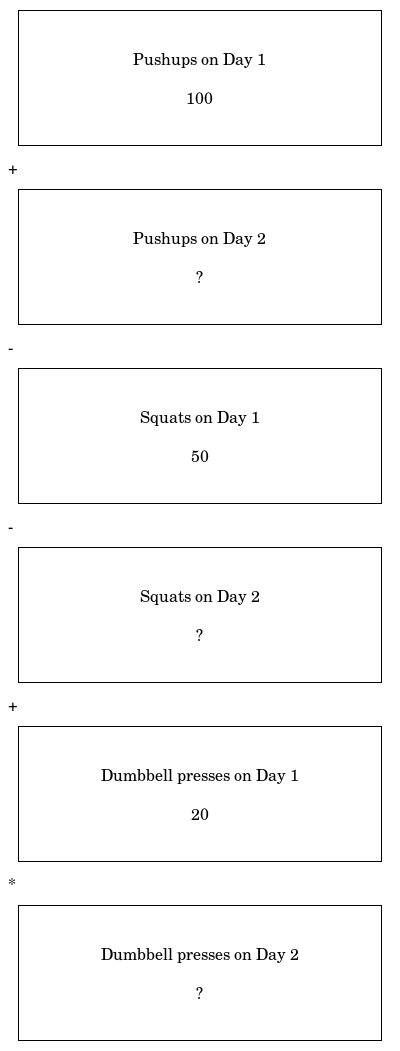 Pushups on Day 1
100
+
Pushups on Day 2
?
-
Squats on Day 1
50
-
Squats on Day 2
?
+
Dumbbell presses on Day 1
20
*
Dumbbell presses on Day 2
?